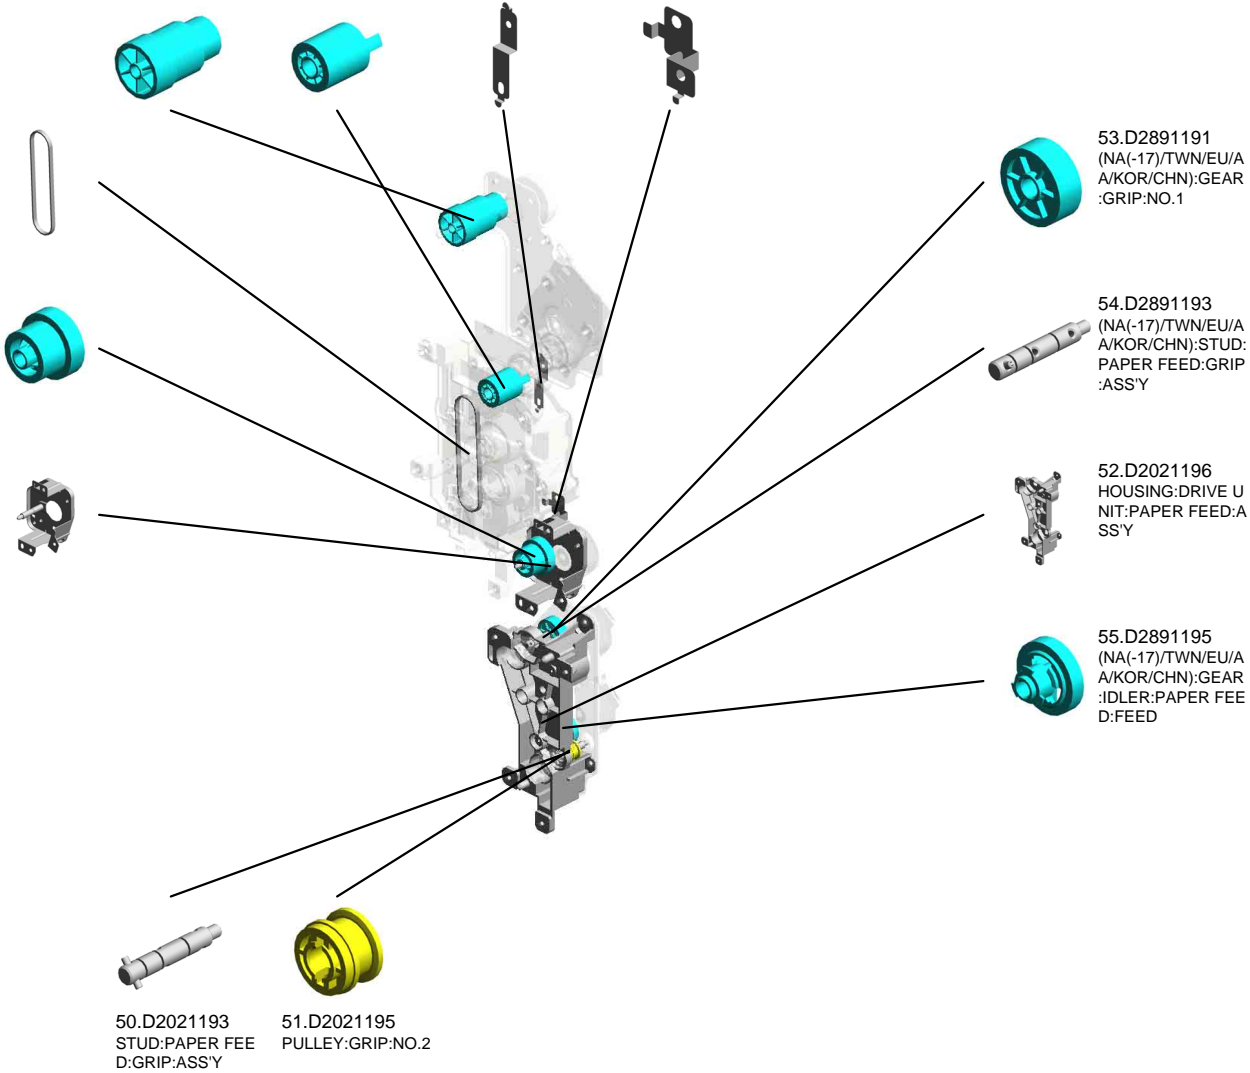 53.D2891191
(NA(-17)/TWN/EU/A
A/KOR/CHN):GEAR
:GRIP:NO.1
54.D2891193
(NA(-17)/TWN/EU/A
A/KOR/CHN):STUD:
PAPER FEED:GRIP
:ASS'Y
52.D2021196
HOUSING:DRIVE U
NIT:PAPER FEED:A
SS'Y
55.D2891195
(NA(-17)/TWN/EU/A
A/KOR/CHN):GEAR
:IDLER:PAPER FEE
D:FEED
50.D2021193
STUD:PAPER FEE
D:GRIP:ASS'Y
51.D2021195
PULLEY:GRIP:NO.2